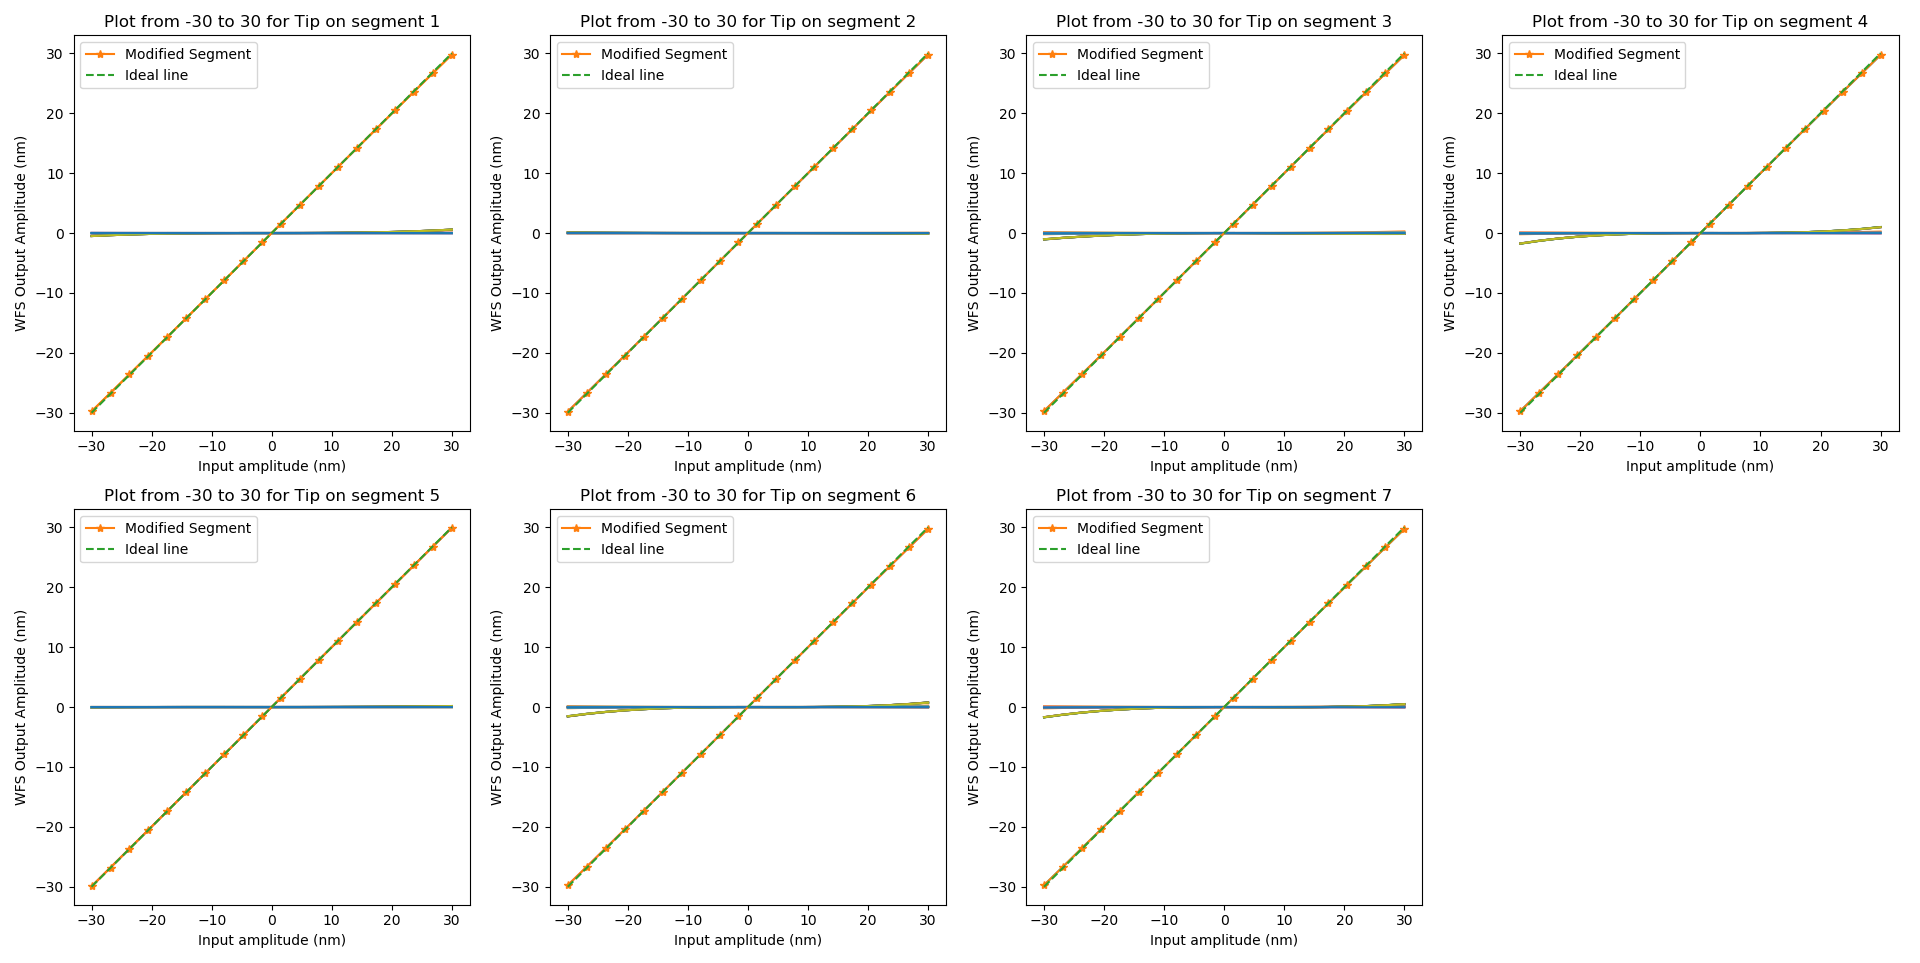 Plot from -30 to 30 for Tip on segment 1
Modified Segment
Ideal line
WFS Output Amplitude (nm)
30
20
10
0
−10
−20
−30
−30 −20 −10 0 10 20 30
Input amplitude (nm)
Plot from -30 to 30 for Tip on segment 2
Modified Segment
Ideal line
WFS Output Amplitude (nm)
30
20
10
0
−10
−20
−30
−30 −20 −10 0 10 20 30
Input amplitude (nm)
Plot from -30 to 30 for Tip on segment 3
Modified Segment
Ideal line
WFS Output Amplitude (nm)
30
20
10
0
−10
−20
−30
−30 −20 −10 0 10 20 30
Input amplitude (nm)
Plot from -30 to 30 for Tip on segment 4
Modified Segment
Ideal line
WFS Output Amplitude (nm)
30
20
10
0
−10
−20
−30
−30 −20 −10 0 10 20 30
Input amplitude (nm)
Plot from -30 to 30 for Tip on segment 5
Modified Segment
Ideal line
WFS Output Amplitude (nm)
30
20
10
0
−10
−20
−30
−30 −20 −10 0 10 20 30
Input amplitude (nm)
Plot from -30 to 30 for Tip on segment 6
Modified Segment
Ideal line
WFS Output Amplitude (nm)
30
20
10
0
−10
−20
−30
−30 −20 −10 0 10 20 30
Input amplitude (nm)
Plot from -30 to 30 for Tip on segment 7
Modified Segment
Ideal line
WFS Output Amplitude (nm)
30
20
10
0
−10
−20
−30
−30 −20 −10 0 10 20 30
Input amplitude (nm)